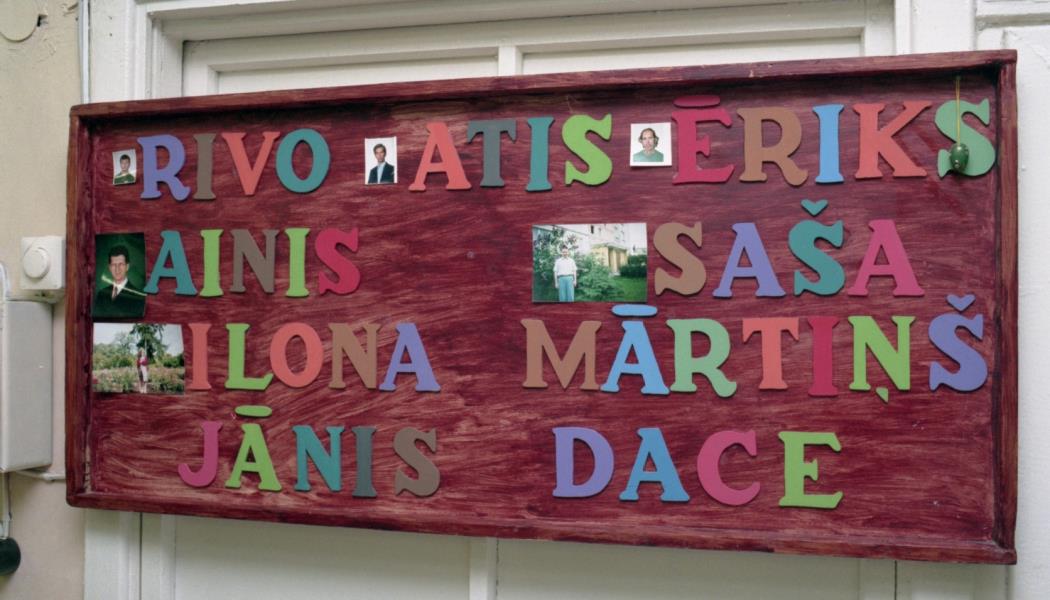 RIVO ATIS ĒRIKS
AINIS SAŠA
ILONA MĀRTIŅŠ
JĀNIS DACE